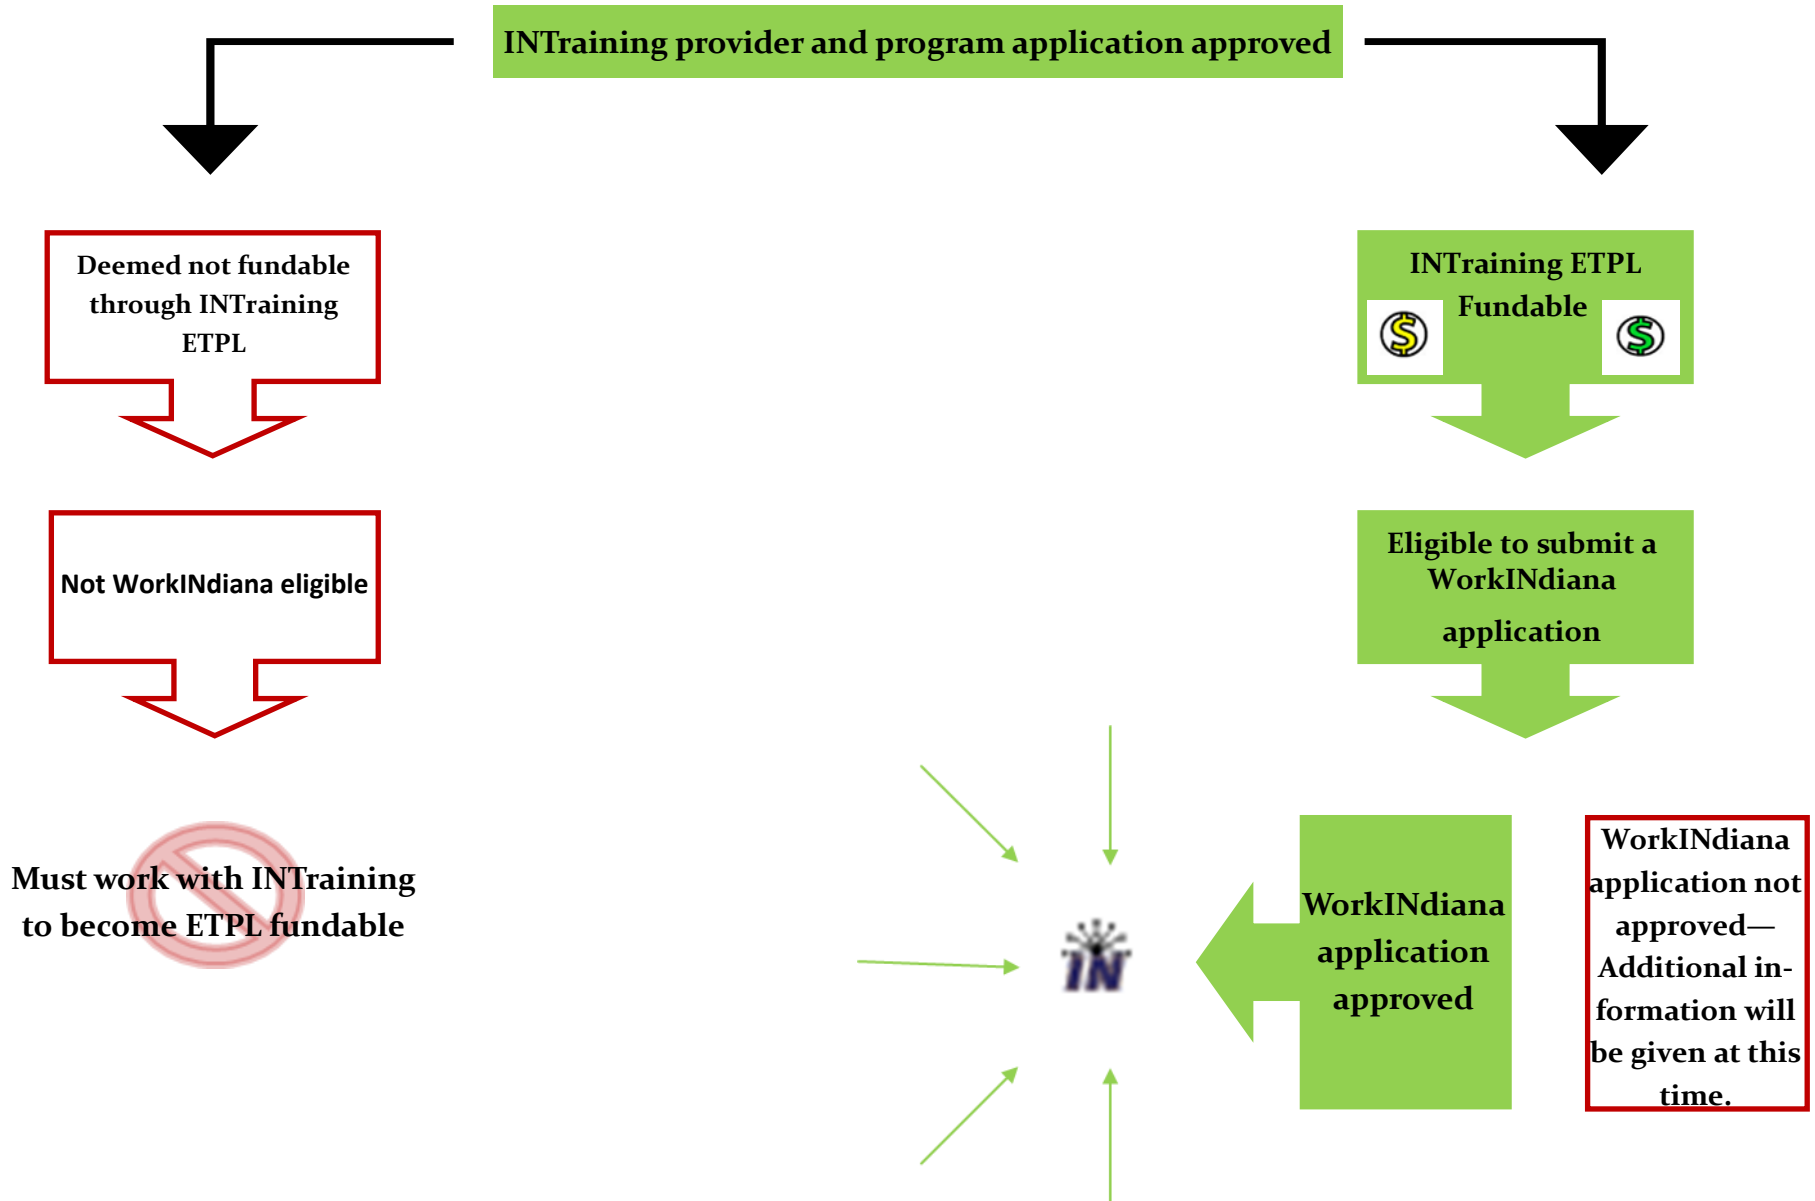 INTraining provider and program application approved
Deemed not fundable
through INTraining
ETPL
INTraining ETPL
Fundable
$
$
Not WorkINdiana eligible
Eligible to submit a
WorkINdiana
application
Must work with INTraining
to become ETPL fundable
IN
WorkINdiana
application
approved
WorkINdiana
application not
approved—
Additional in-
formation will
be given at this
time.